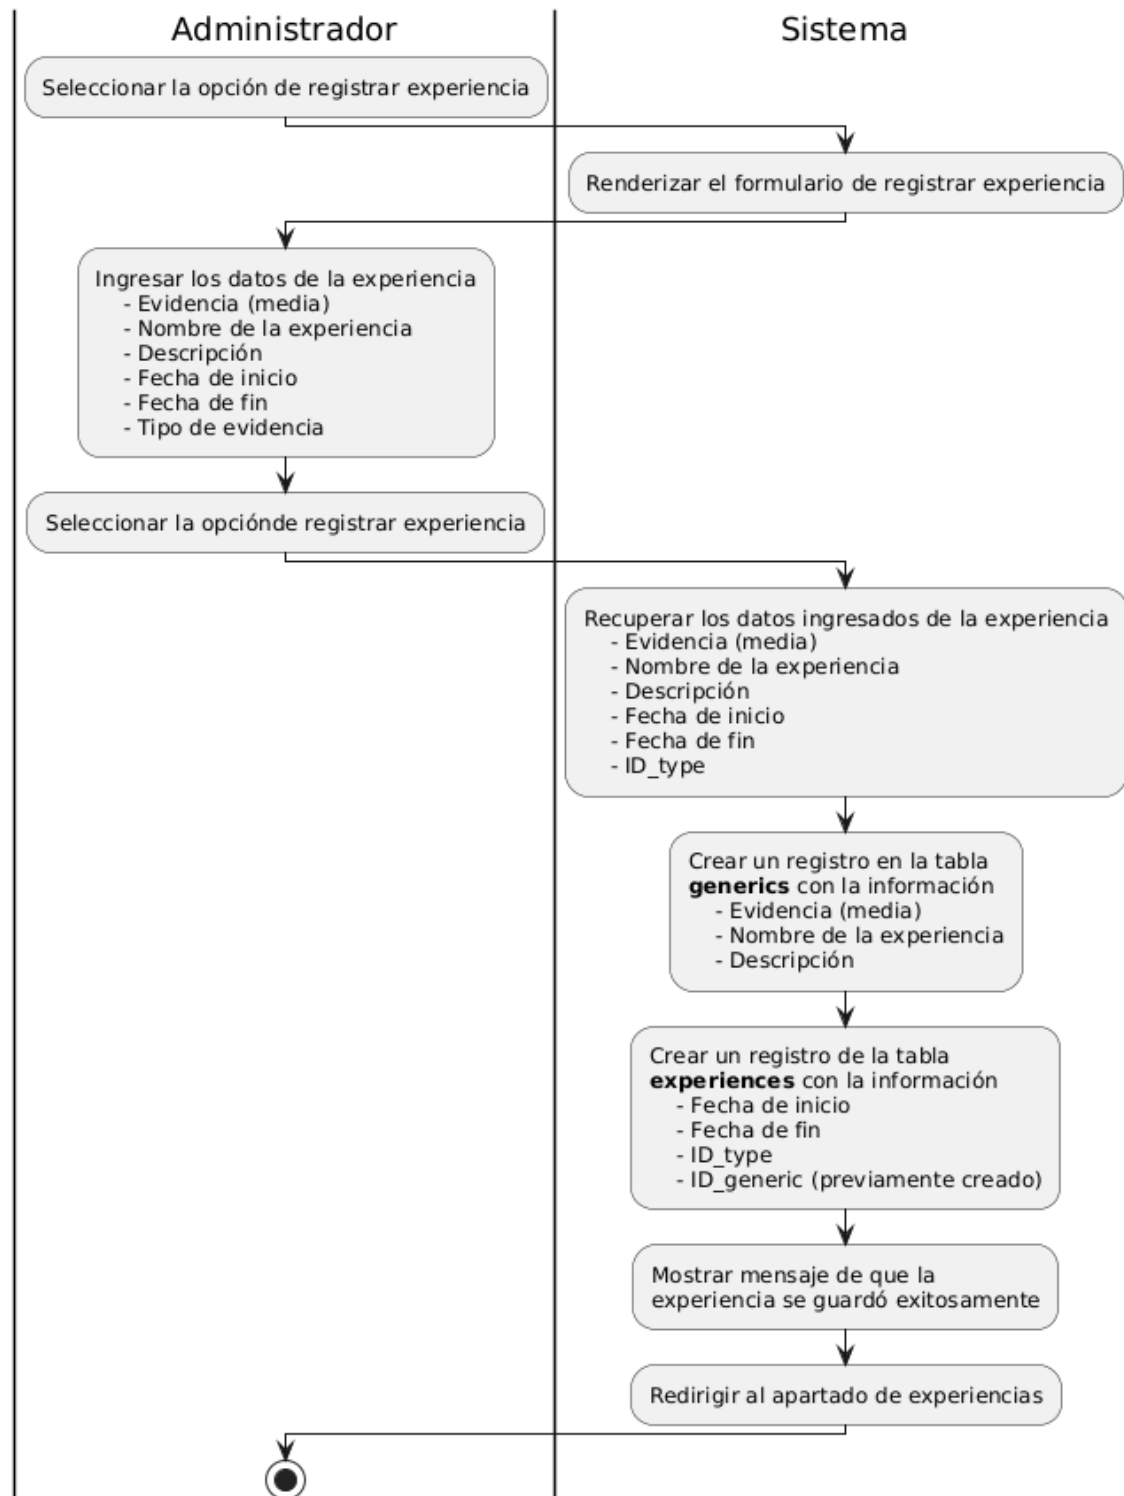 Administrador
Sistema
Seleccionar la opción de registrar experiencia
Renderizar el formulario de registrar experiencia
Ingresar los datos de la experiencia
- Evidencia (media)
- Nombre de la experiencia
- Descripción
- Fecha de inicio
- Fecha de fin
- Tipo de evidencia
Seleccionar la opciónde registrar experiencia
Recuperar los datos ingresados de la experiencia
- Evidencia (media)
- Nombre de la experiencia
- Descripción
- Fecha de inicio
- Fecha de fin
- ID_type
Crear un registro en la tabla
generics con la información
- Evidencia (media)
- Nombre de la experiencia
- Descripción
Crear un registro de la tabla
experiences con la información
- Fecha de inicio
- Fecha de fin
- ID_type
- ID_generic (previamente creado)
Mostrar mensaje de que la
experiencia se guardó exitosamente
Redirigir al apartado de experiencias